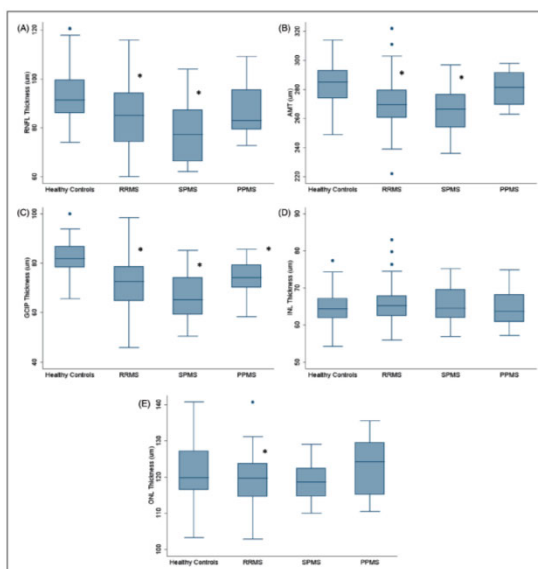 (A)
RNFL Thickness (um)
120
100
80
60
Healthy Controls RRMS SPMS PPMS
(B)
AMT (um)
320
300
280
260
240
220
Healthy Controls RRMS SPMS PPMS
(C)
GCIP Thickness (um)
100
80
60
40
Healthy Controls RRMS SPMS PPMS
(D)
INL Thickness (um)
90
80
70
60
50
Healthy Controls RRMS SPMS PPMS
(E)
ONL Thickness (um)
140
130
120
110
100
Healthy Controls RRMS SPMS PPMS